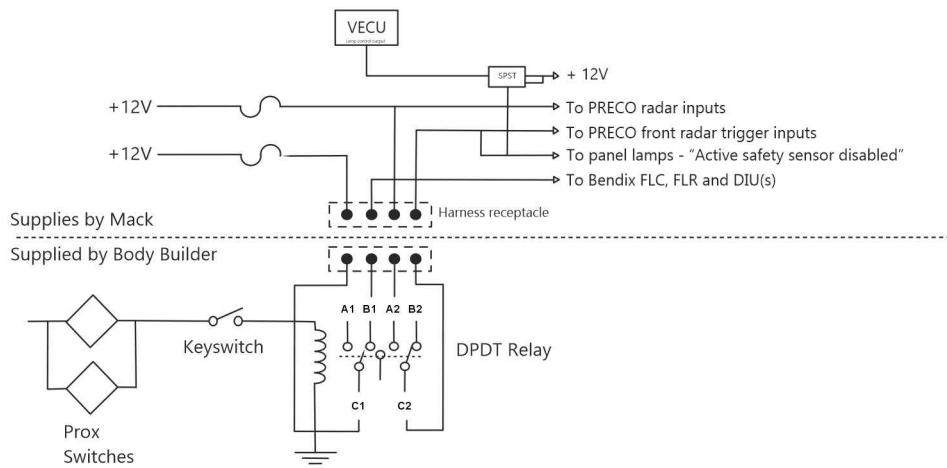 VECU
Lamp control output
SPST
+ 12V
+12V
To PRECO radar inputs
To PRECO front radar trigger inputs
+12V
To panel lamps - “Active safety sensor disabled”
To Bendix FLC, FLR and DIU(s)
Supplies by Mack
Harness receptacle
Supplied by Body Builder
A1 B1 A2 B2
Keyswitch
DPDT Relay
C1 C2
Prox
Switches